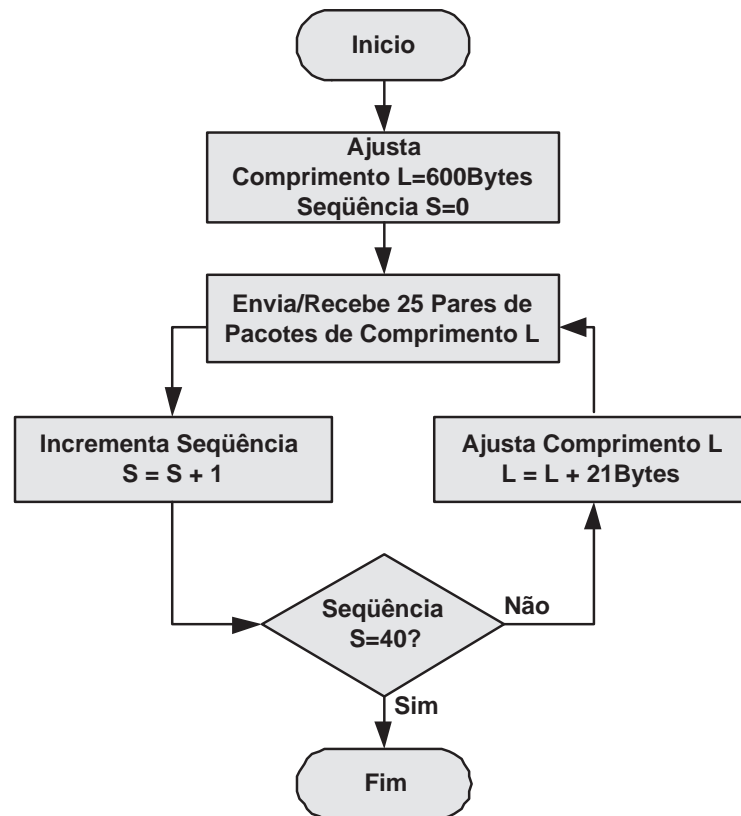 Inicio
Ajusta
Comprimento L=600Bytes
Seqüência S=0
Envia/Recebe 25 Pares de
Pacotes de Comprimento L
Incrementa Seqüência
S = S + 1
Ajusta Comprimento L
L = L + 21Bytes
Seqüência
S=40?
Não
Sim
Fim